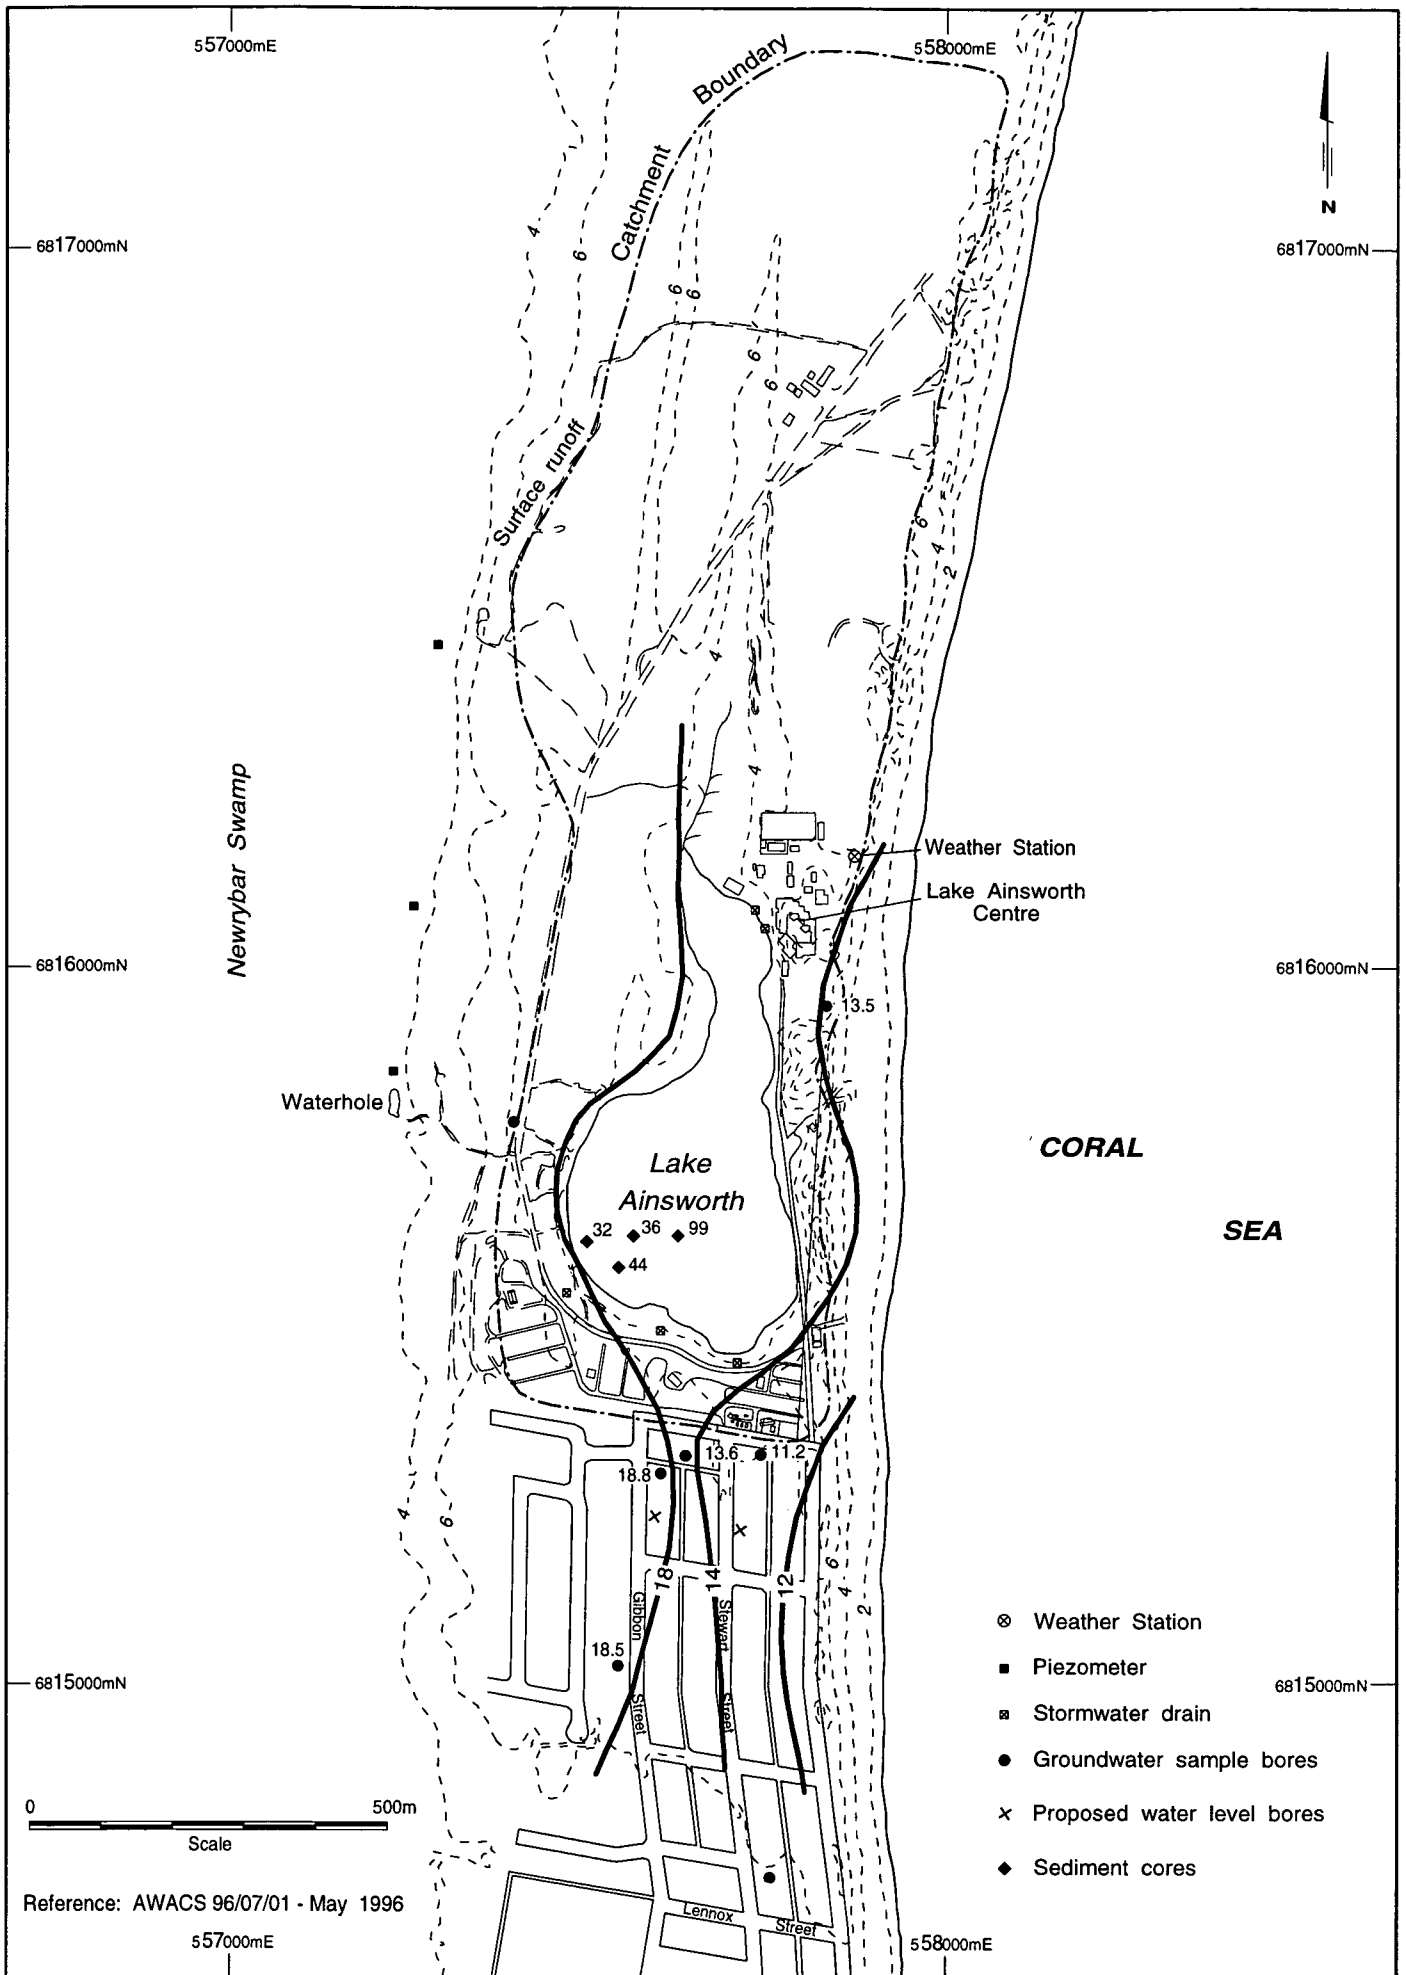 557000mE
558000mE
Boundary
Catchment
N
4
6
6817000mN
6817000mN
6
6
6
6
Surface runoff
6
4
2
4
4
Newrybar Swamp
Weather Station
Lake Ainsworth
Centre
6816000mN
6816000mN
13.5
Waterhole
CORAL
SEA
Lake
Ainsworth
32
36
99
44
13.6
11.2
18.8
4
6
18
14
12
6
4
2
Gibbon
Street
Stewart
Street
18.5
6815000mN
6815000mN
Weather Station
Piezometer
Stormwater drain
Groundwater sample bores
Proposed water level bores
Sediment cores
0
500m
Scale
Reference: AWACS 96/07/01 - May 1996
Lennox Street
557000mE
558000mE